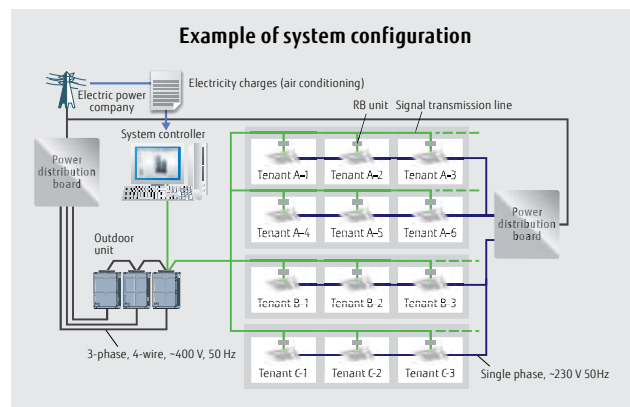 Example of system configuration
Electricity charges (air conditioning)
Electric power
company
RB unit
Signal transmission line
System controller
Power
distribution
board
Tenant A-1
Tenant A-2
Tenant A-3
Tenant A-4
Tenant A-5
Tenant A-6
Power
distribution
board
Outdoor
unit
Tenant B-1
Tenant B-2
Tenant B-3
3-phase, 4-wire, ~400 V, 50 Hz
Tenant C-1
Tenant C-2
Tenant C-3
Single phase, ~230 V 50Hz